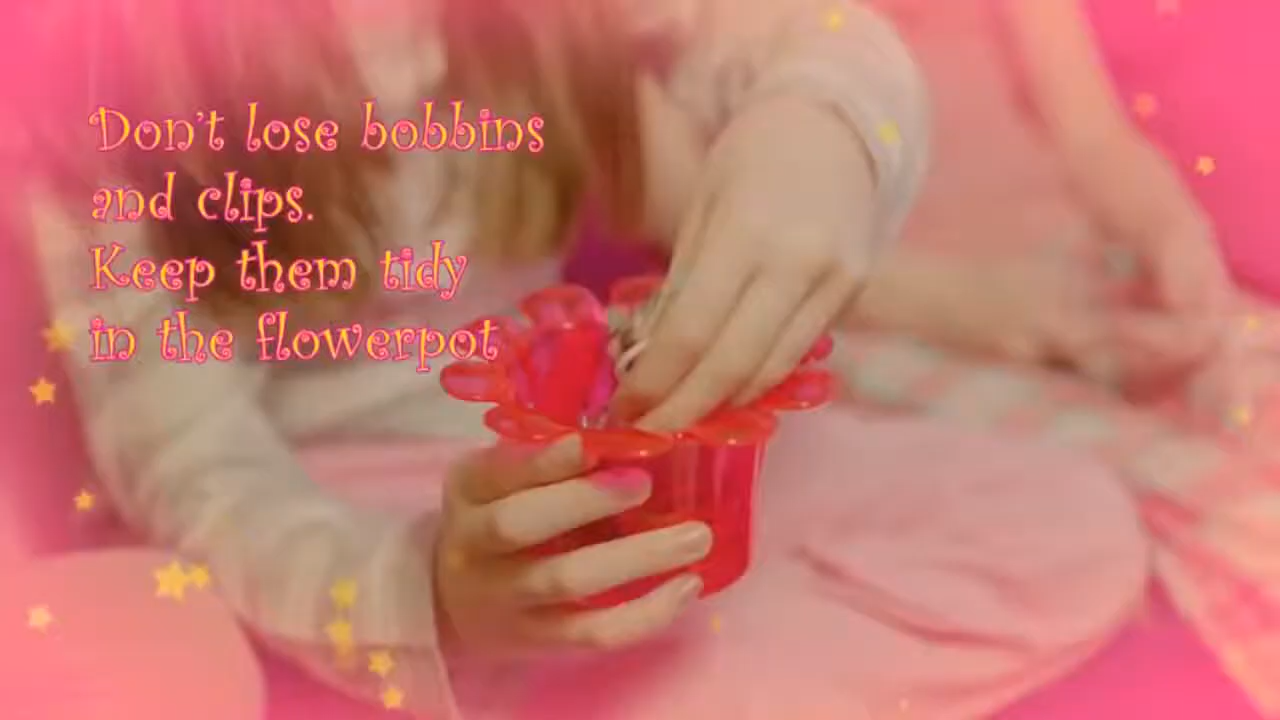 Don't lose bobbins
and clips.
Keep them tidy
in the flowerpot